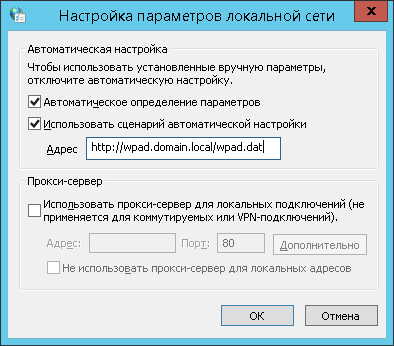 Настройка параметров локальной сети
Автоматическая настройка
Чтобы использовать установленные вручную параметры,
отключите автоматическую настройку.
Автоматическое определение параметров
Использовать сценарий автоматической настройки
Адрес http://wpad.domain.local/wpad.dat
Прокси-сервер
Использовать прокси-сервер для локальных подключений (не
применяется для коммутируемых или VPN-подключений).
Адрес: Порт: 80 Дополнительно
Не использовать прокси-сервер для локальных адресов
ОК Отмена